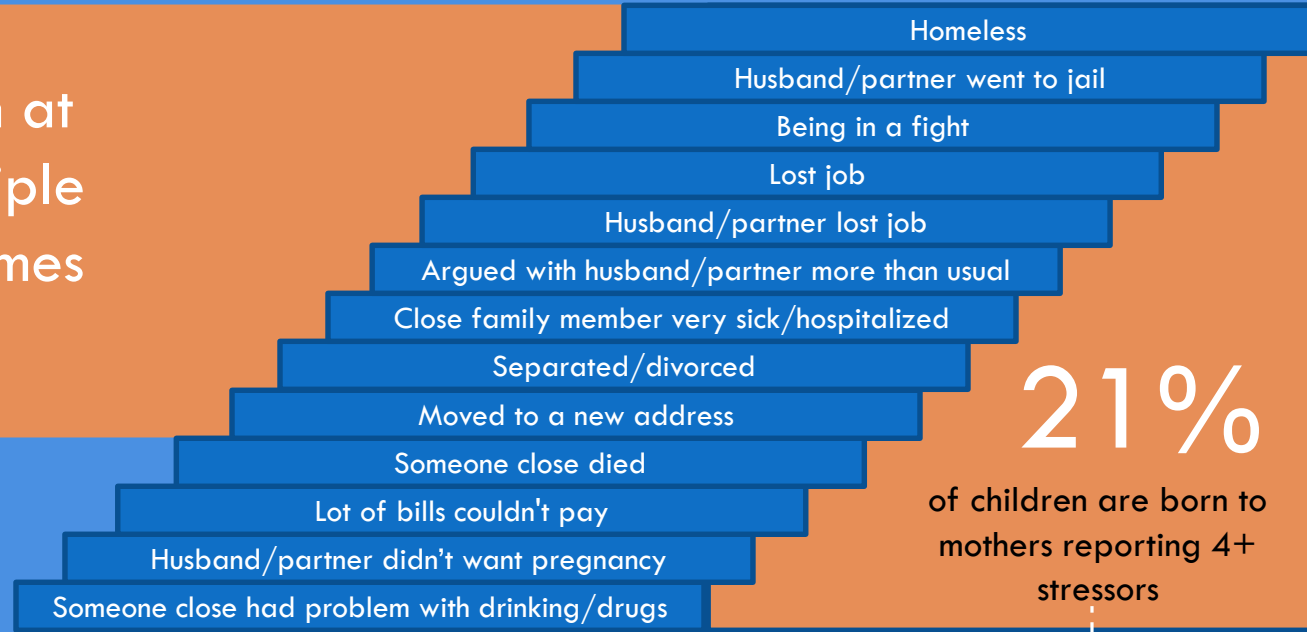 at
mes
Homeless
Husband/partner went to jail
Being in a fight
Lost job
Husband/partner lost job
Argued with husband/partner more than usual
Close family member very sick/hospitalized
Separated/divorced
Moved to a new address
Someone close died
Lot of bills couldn't pay
Husband/partner didn't want pregnancy
Someone close had problem with drinking/drugs
21%
of children are born to
mothers reporting 4+
stressors